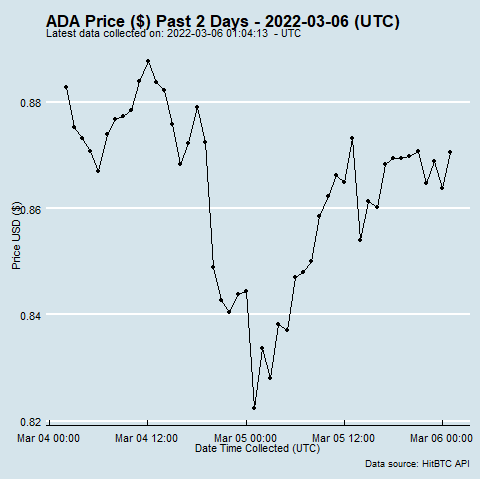 ADA Price ($) Past 2 Days - 2022-03-06 (UTC)
Latest data collected on: 2022-03-06 01:04:13  - UTC
0.88
0.86
0.84
0.82
Price USD ($)
Mar 04 00:00
Mar 04 12:00
Mar 05 00:00
Mar 05 12:00
Mar 06 00:00
Date Time Collected (UTC)
Data source: HitBTC API